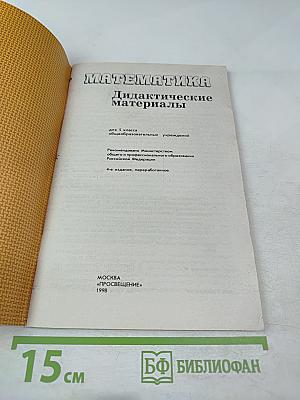 МАТЕМАТИКА
Дидактические
материалы
для 5 класса
общеобразовательных учреждений
Рекомендовано Министерством
общего и профессионального образования
Российской Федерации
4-е издание, переработанное
МОСКВА
«ПРОСВЕЩЕНИЕ»
1998
15 см
БФ БИБЛИОФАН